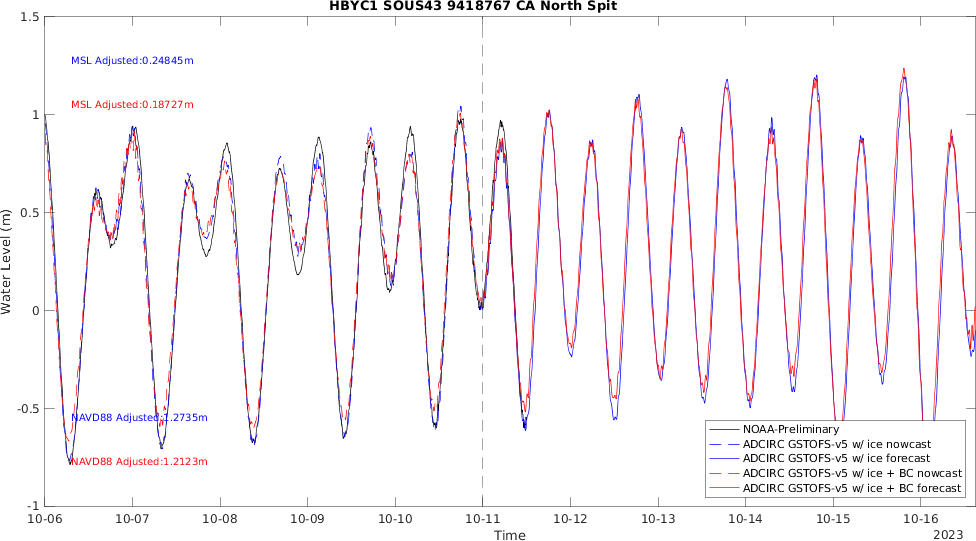 HBYC1 SOUS43 9418767 CA North Spit
1.5
MSL Adjusted:0.24845m
MSL Adjusted:0.18727m
1
0.5
Water Level (m)
0
-0.5
NAVD88 Adjusted:1.2735m
NOAA-Preliminary
ADCIRC GSTOFS-v5 w/ ice nowcast
ADCIRC GSTOFS-v5 w/ ice forecast
NAVD88 Adjusted:1.2123m
ADCIRC GSTOFS-v5 w/ ice + BC nowcast
ADCIRC GSTOFS-v5 w/ ice + BC forecast
-1
10-06 10-07 10-08 10-09 10-10 10-11 10-12 10-13 10-14 10-15 10-16
Time
2023